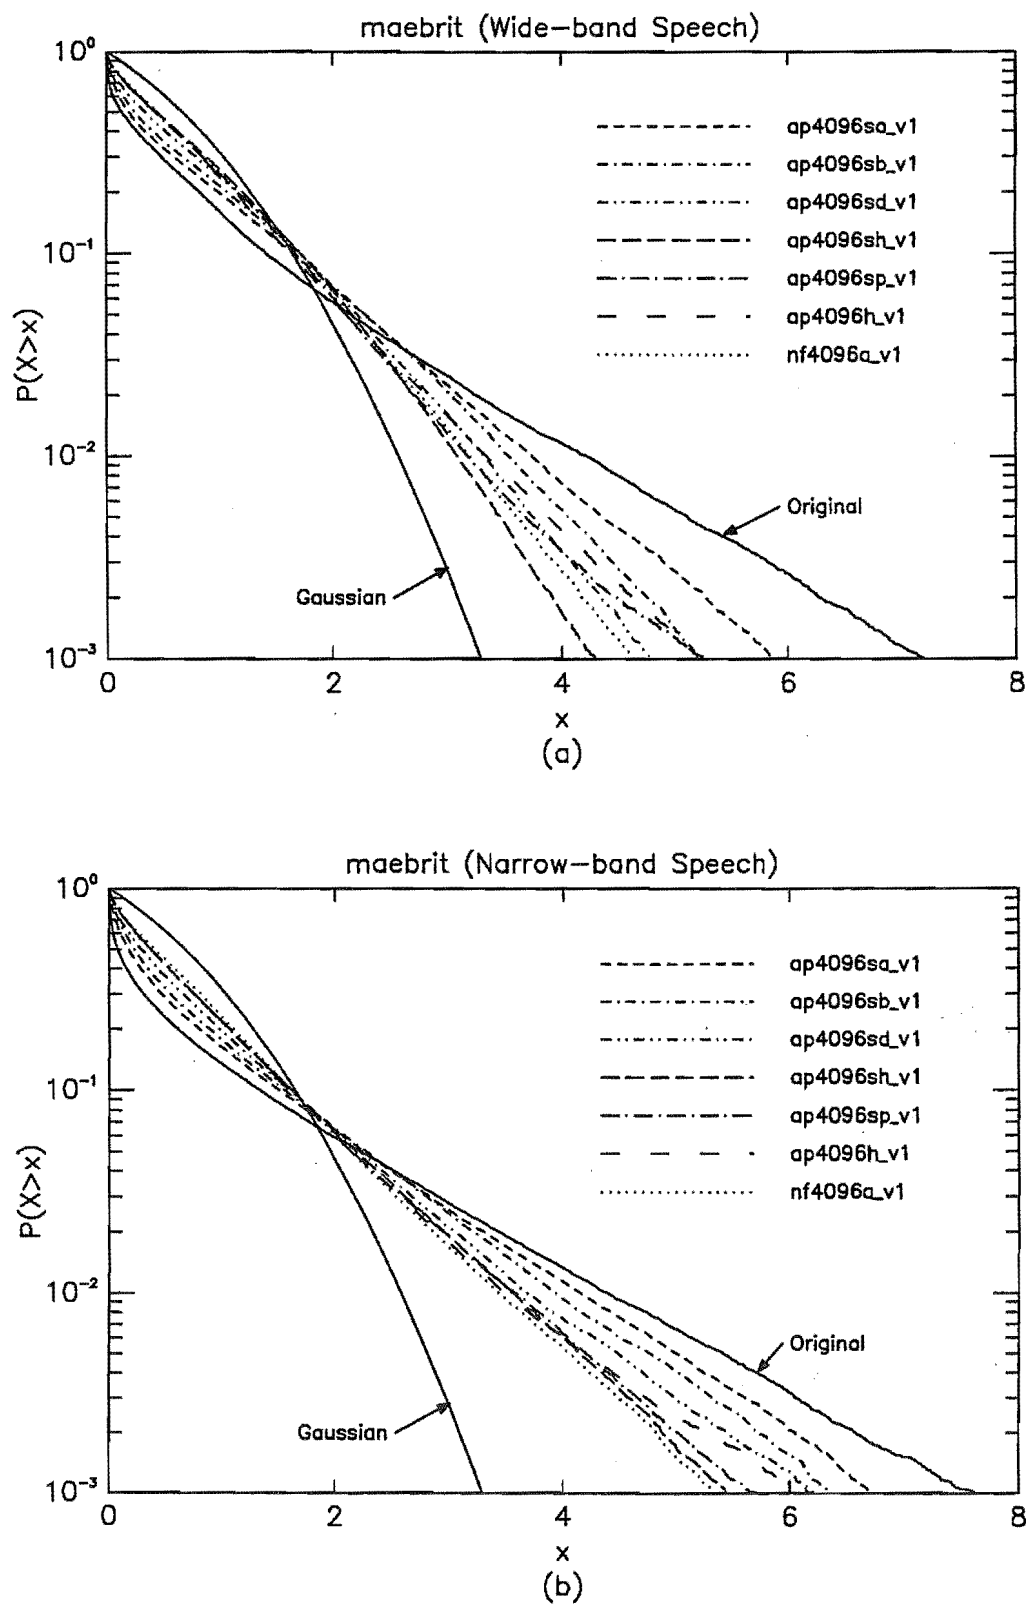 maebrit (Wide-band Speech)
10⁰
10⁻¹
10⁻²
10⁻³
P(X>x)
ap4096sa_v1
ap4096sb_v1
ap4096sd_v1
ap4096sh_v1
ap4096sp_v1
ap4096h_v1
nf4096a_v1
Original
Gaussian
0 2 4 6 8
x
(a)
maebrit (Narrow-band Speech)
10⁰
10⁻¹
10⁻²
10⁻³
P(X>x)
ap4096sa_v1
ap4096sb_v1
ap4096sd_v1
ap4096sh_v1
ap4096sp_v1
ap4096h_v1
nf4096a_v1
Original
Gaussian
0 2 4 6 8
x
(b)